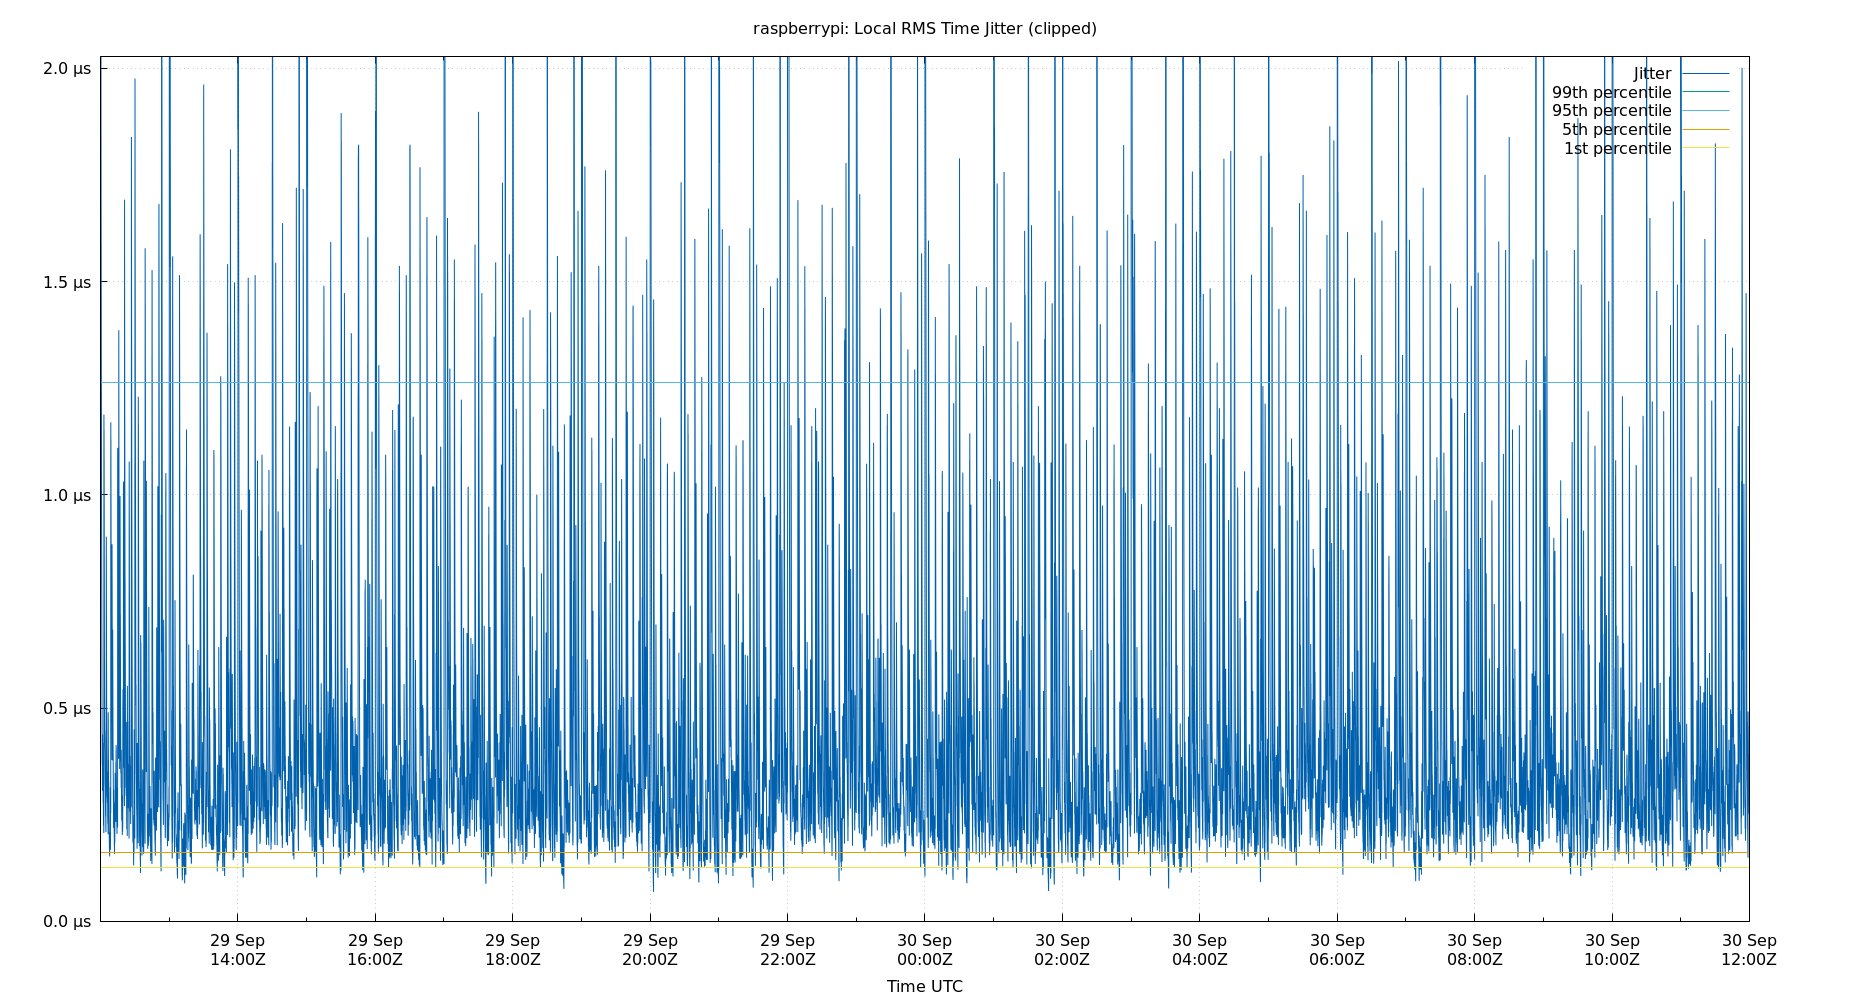 raspberrypi: Local RMS Time Jitter (clipped)
2.0 μs
1.5 μs
1.0 μs
0.5 μs
0.0 μs
Jitter
99th percentile
95th percentile
5th percentile
1st percentile
29 Sep 29 Sep 29 Sep 29 Sep 29 Sep 30 Sep 30 Sep 30 Sep 30 Sep 30 Sep 30 Sep 30 Sep
14:00Z 16:00Z 18:00Z 20:00Z 22:00Z 00:00Z 02:00Z 04:00Z 06:00Z 08:00Z 10:00Z 12:00Z
Time UTC